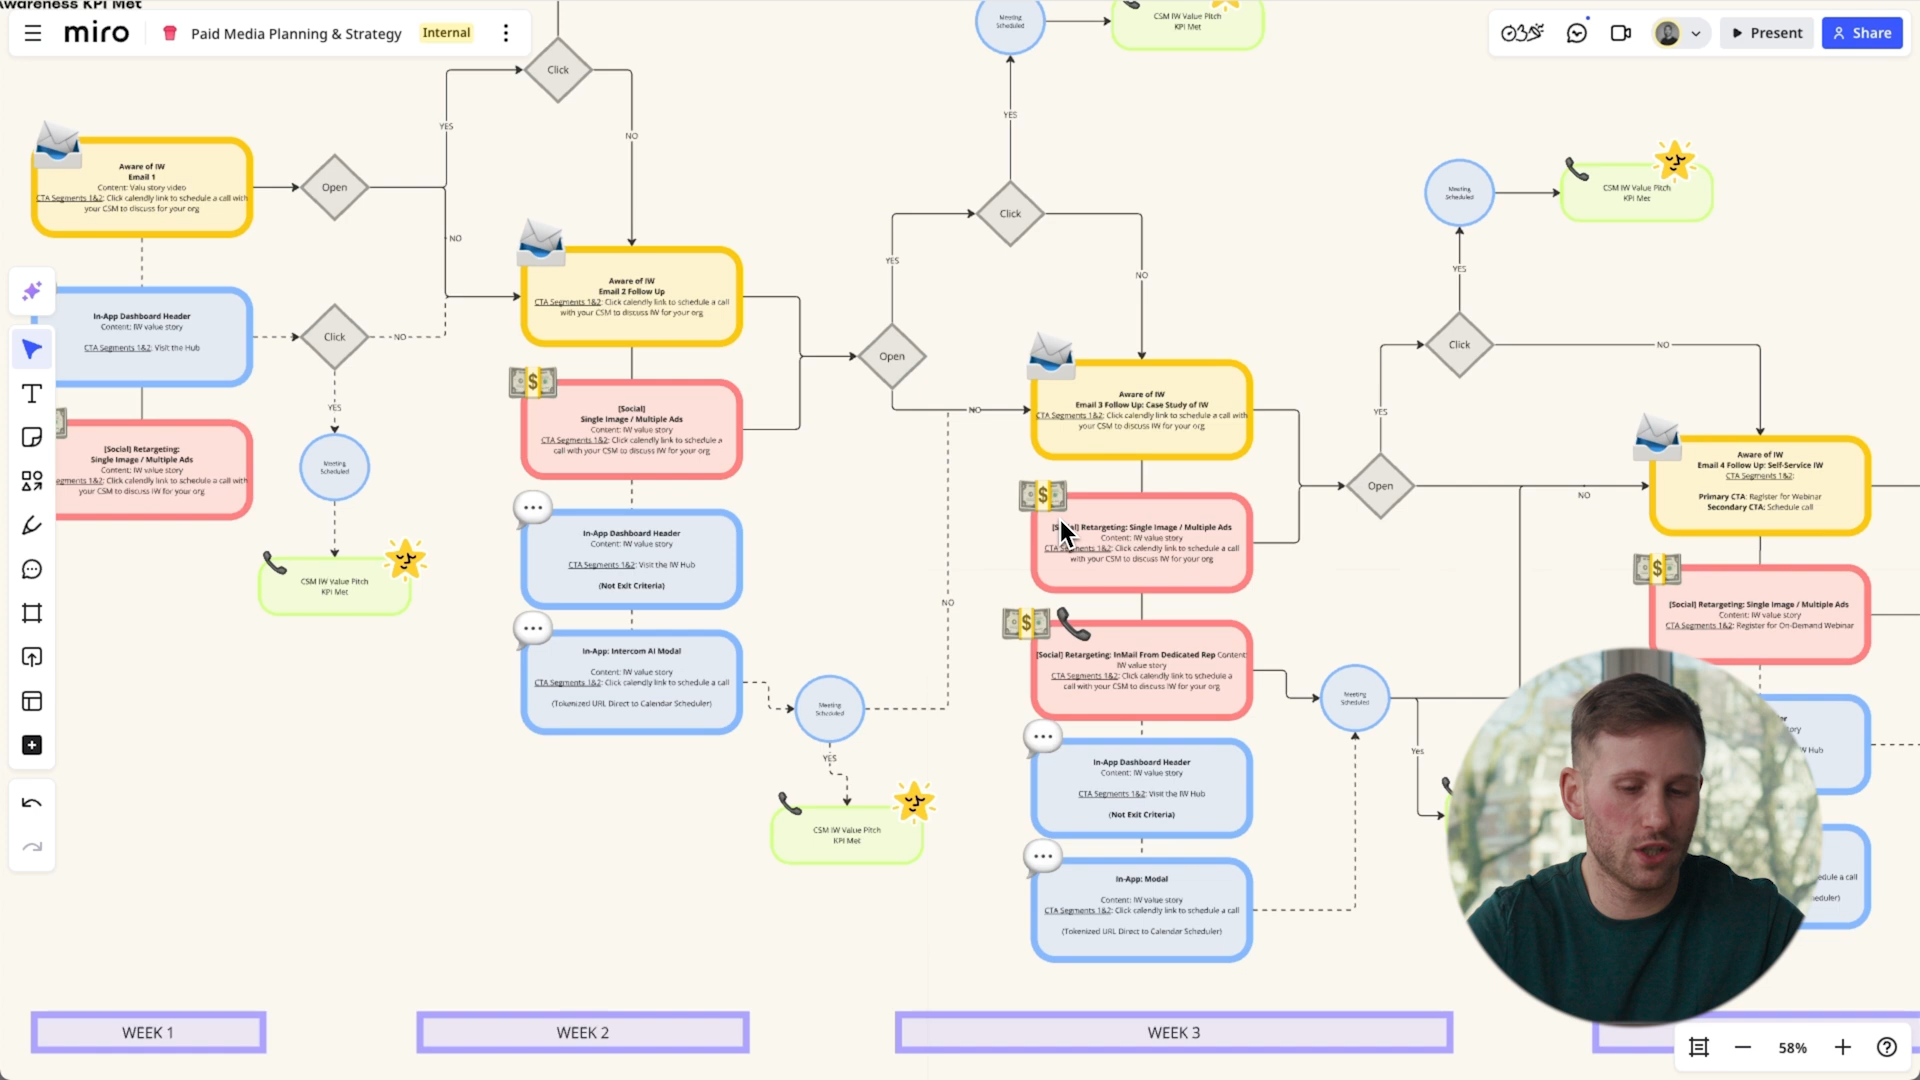 Awareness KPI Met
miro
Paid Media Planning & Strategy
Internal
Present
Share
Meeting
Scheduled
CSM IW Value Pitch
KPI Met
Click
YES
NO
YES
Aware of IW
Email 1
Content: Valu story video
CTA Segments 1&2: Click calendly link to schedule a call with
your CSM to discuss for your org
Open
NO
In-App Dashboard Header
Content: IW value story
CTA Segments 1&2: Visit the Hub
Click
NO
YES
[Social] Retargeting:
Single Image / Multiple Ads
Content: IW value story
Segments 1&2: Click calendly link to schedule a call with
your CSM to discuss IW for your org
Meeting
Scheduled
CSM IW Value Pitch
KPI Met
Aware of IW
Email 2 Follow Up
CTA Segments 1&2: Click calendly link to schedule a call
with your CSM to discuss IW for your org
[Social]
Single Image / Multiple Ads
Content: IW value story
CTA Segments 1&2: Click calendly link to schedule a
call with your CSM to discuss IW for your org
In-App Dashboard Header
Content: IW value story
CTA Segments 1&2: Visit the IW Hub
(Not Exit Criteria)
In-App: Intercom AI Modal
Content: IW value story
CTA Segments 1&2: Click calendly link to schedule a call
(Tokenized URL Direct to Calendar Scheduler)
Meeting
Scheduled
YES
CSM IW Value Pitch
KPI Met
NO
Open
YES
NO
Click
NO
Aware of IW
Email 3 Follow Up: Case Study of IW
CTA Segments 1&2: Click calendly link to schedule a call with
your CSM to discuss IW for your org
[Social] Retargeting: Single Image / Multiple Ads
Content: IW value story
CTA Segments 1&2: Click calendly link to schedule a call
with your CSM to discuss IW for your org
[Social] Retargeting: InMail From Dedicated Rep Content:
IW value story
CTA Segments 1&2: Click calendly link to schedule a
call with your CSM to discuss IW for your org
In-App Dashboard Header
Content: IW value story
CTA Segments 1&2: Visit the IW Hub
(Not Exit Criteria)
In-App: Modal
Content: IW value story
CTA Segments 1&2: Click calendly link to schedule a call
(Tokenized URL Direct to Calendar Scheduler)
Meeting
Scheduled
Yes
Open
YES
NO
Click
YES
NO
Meeting
Scheduled
CSM IW Value Pitch
KPI Met
Aware of IW
Email 4 Follow Up: Self-Service IW
CTA Segments 1&2:
Primary CTA: Register for Webinar
Secondary CTA: Schedule call
[Social] Retargeting: Single Image / Multiple Ads
Content: IW value story
CTA Segments 1&2: Register for On-Demand Webinar
IW Hub
schedule a call
WEEK 1
WEEK 2
WEEK 3
58%